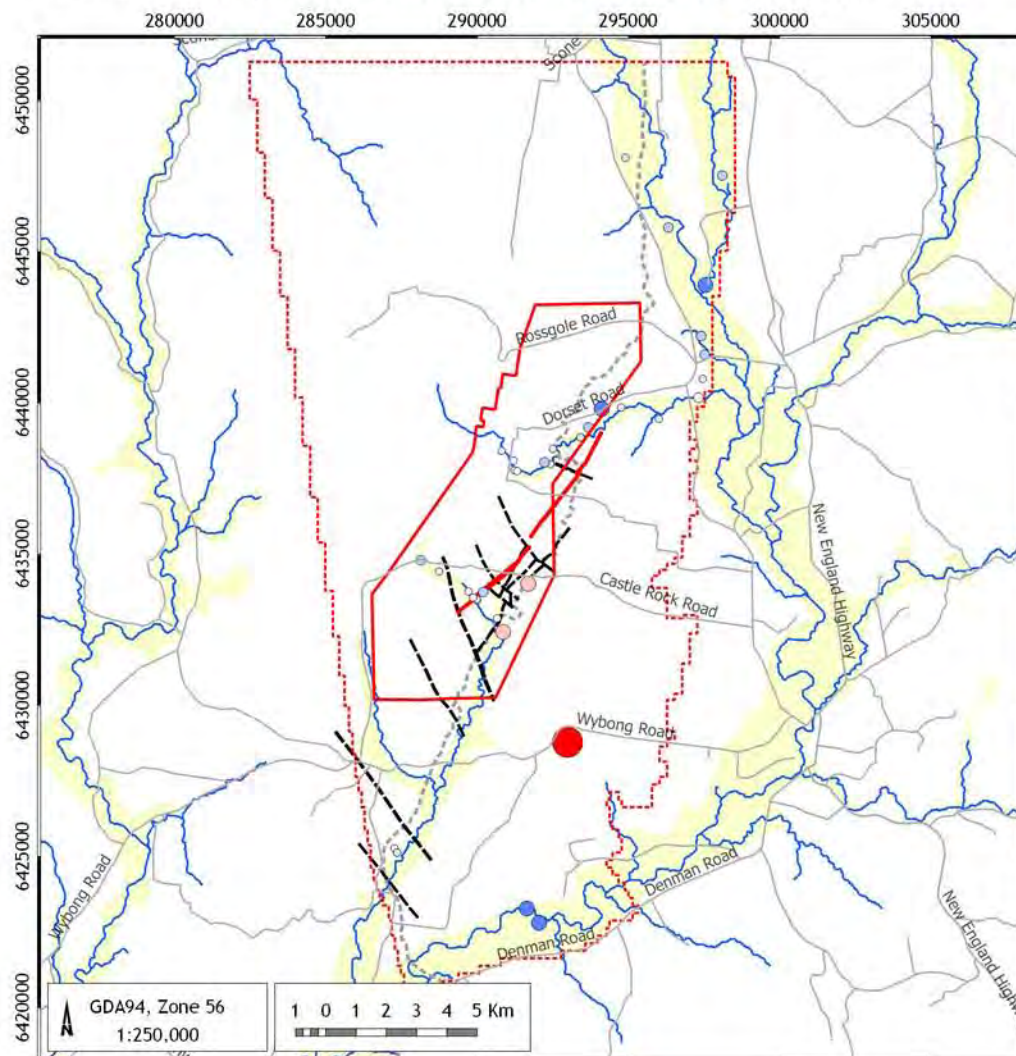 280000 285000 290000 295000 300000 305000
Scone
Scone
6450000
6445000
Rossgole Road
6440000
Dorset Road
6435000
Castle Rock Road
New England Highway
6430000
Wybong Road
6425000
Wybong Road
Denman Road
New England Highway
Denman Road
6420000
N
GDA94, Zone 56
1:250,000
1 0 1 2 3 4 5 Km